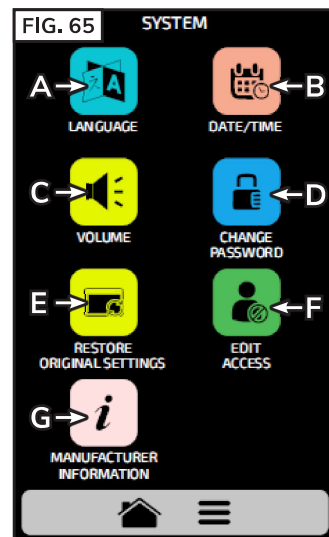 FIG. 65
SYSTEM
A
B
LANGUAGE
DATE/TIME
C
D
VOLUME
CHANGE
PASSWORD
E
F
RESTORE
ORIGINAL SETTINGS
EDIT
ACCESS
G
i
MANUFACTURER
INFORMATION